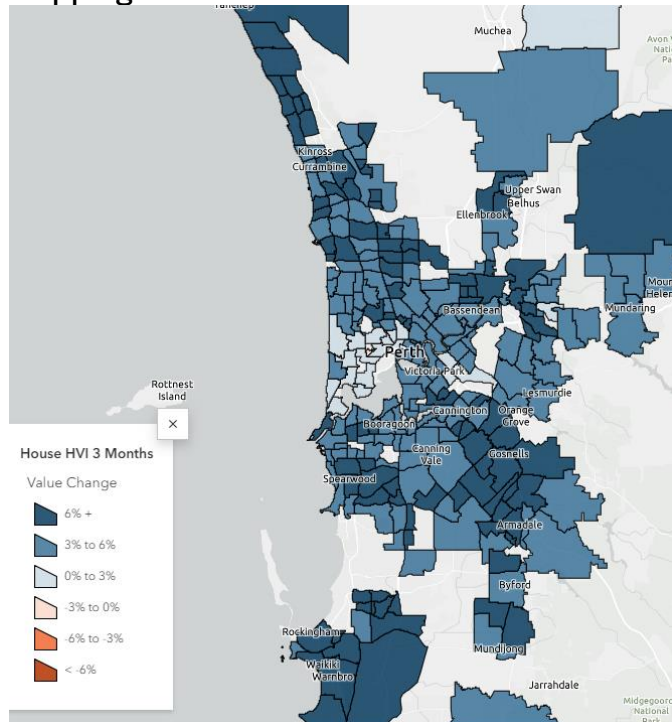 Muchea
Kinross
Currambine
Upper Swan
Belhus
Ellenbrook
Bassendean
Mundaring
Perth
Victoria Park
Rottnest
Island
Lesmurdie
Cannington
Orange
Grove
Booragoon
Canning
Vale
Gosnells
Spearwood
Armadale
Byford
Rockingham
Waikiki
Warnbro
Mundijong
Jarrahdale
×
House HVI 3 Months
Value Change
6% +
3% to 6%
0% to 3%
-3% to 0%
-6% to -3%
< -6%